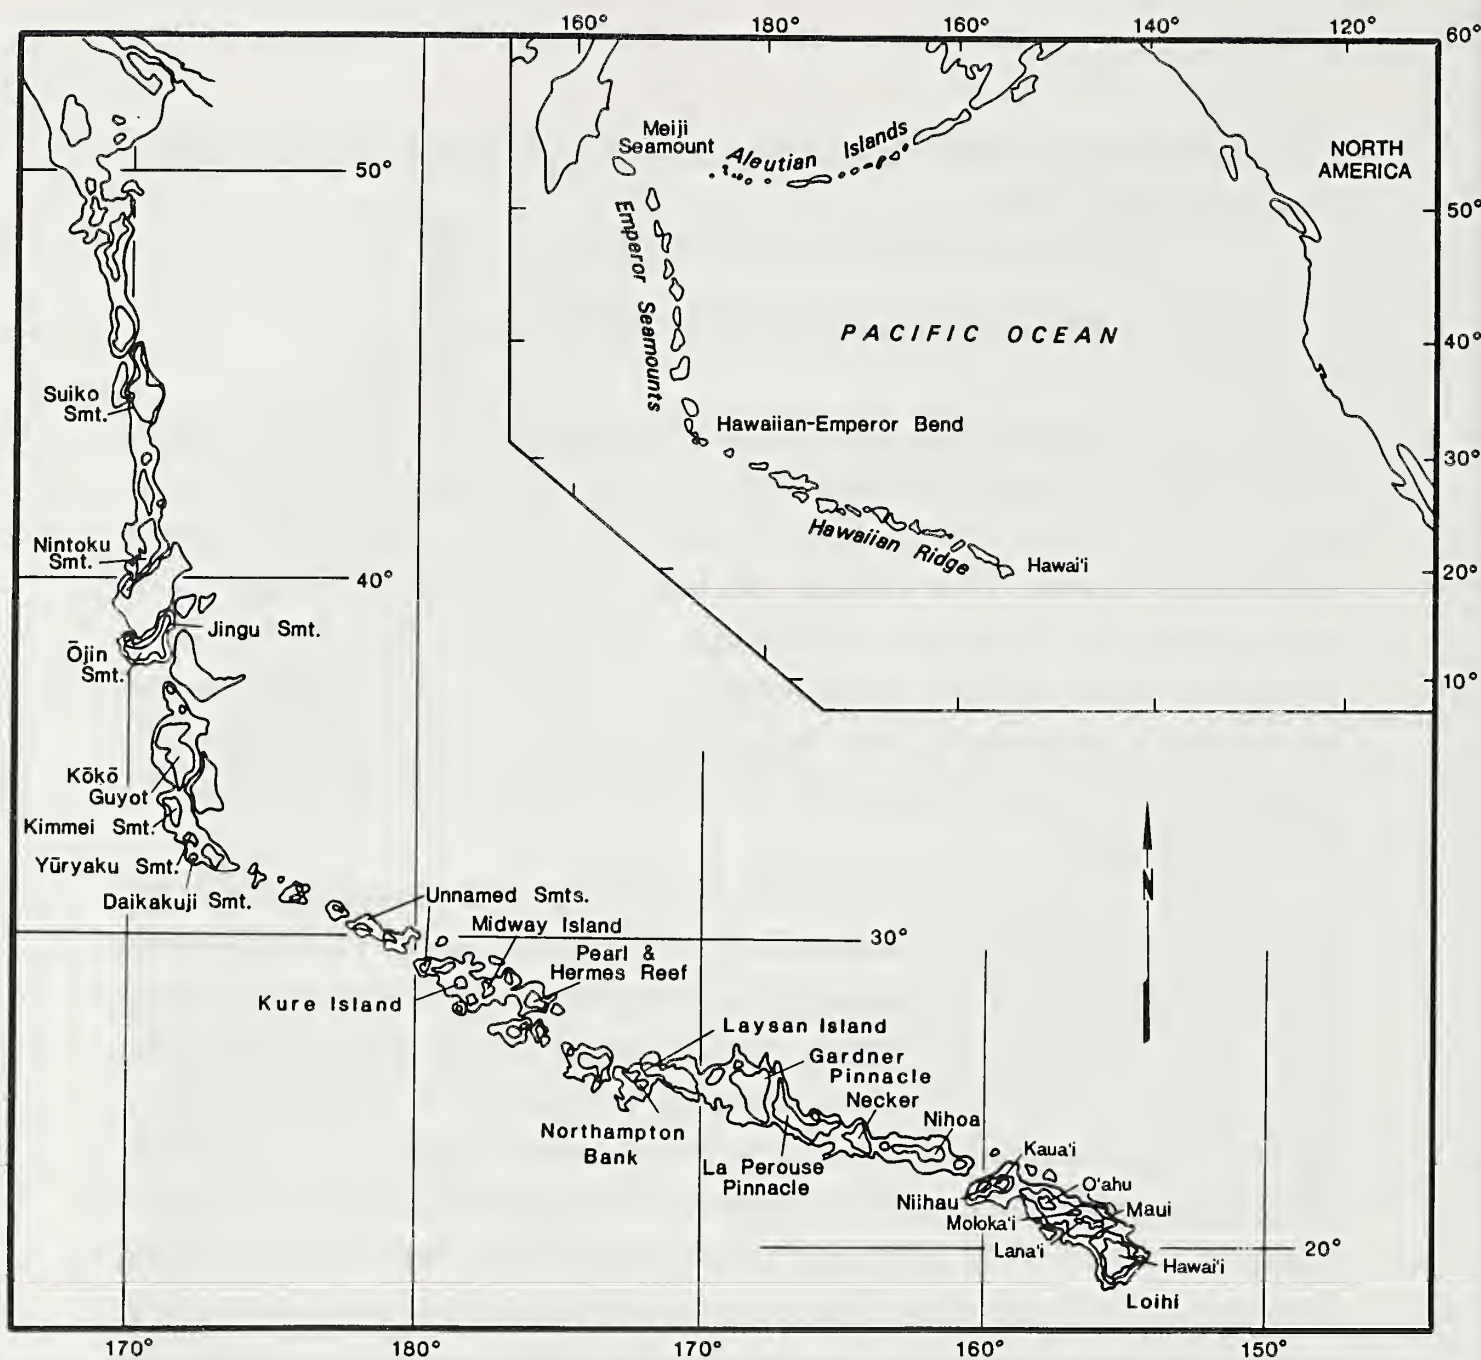 160°
180°
160°
140°
120°
60°
Meiji
Seamount
Aleutian Islands
NORTH
AMERICA
50°
50°
Emperor Seamounts
PACIFIC OCEAN
40°
Suiko
Smt.
Hawaiian-Emperor Bend
30°
Hawaiian Ridge
Hawai'i
20°
Nintoku
Smt.
40°
Jingu Smt.
Ōjin
Smt.
10°
Kōkō
Guyot
Kimmei Smt.
Yūryaku Smt.
Daikakuji Smt.
N
Unnamed Smts.
Midway Island
30°
Pearl &
Hermes Reef
Kure Island
Laysan Island
Gardner
Pinnacle
Necker
Nihoa
Northampton
Bank
La Perouse
Pinnacle
Kaua'i
Niihau
O'ahu
Moloka'i
Maui
Lana'i
20°
Hawai'i
Loihi
170°
180°
170°
160°
150°